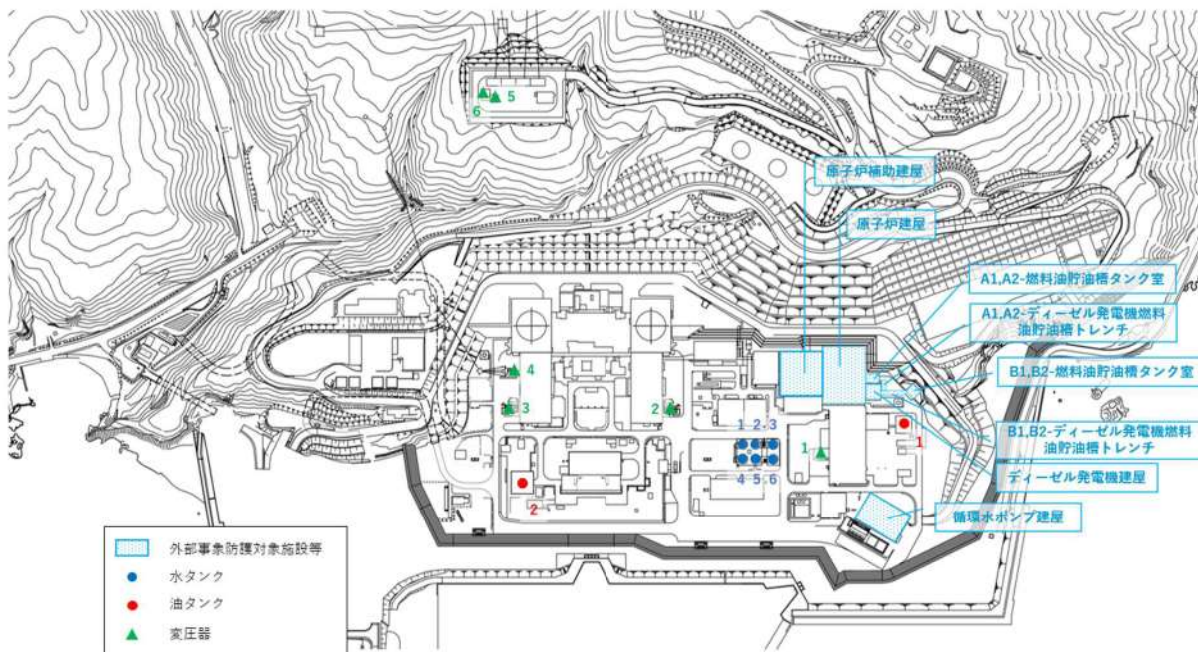 5
6
原子炉補助建屋
原子炉建屋
A1,A2-燃料油貯油槽タンク室
A1,A2-ディーゼル発電機燃料
油貯油槽トレンチ
B1,B2-燃料油貯油槽タンク室
B1,B2-ディーゼル発電機燃料
油貯油槽トレンチ
ディーゼル発電機建屋
循環水ポンプ建屋
4
3
2
1 2 3
4 5 6
1
1
2
外部事象防護対象施設等
水タンク
油タンク
変圧器